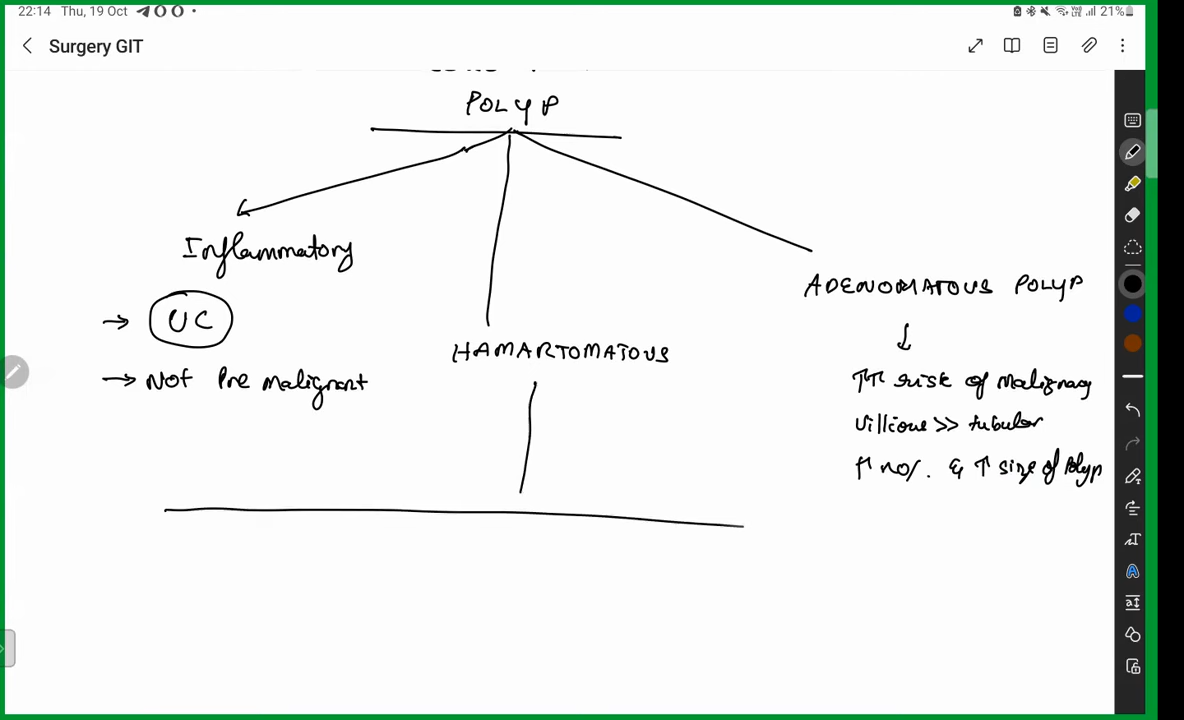 22:14 Thu, 19 Oct
21%
Surgery GIT
POLYP
Inflammatory
→ UC
→ Not Pre malignant
HAMARTOMATOUS
ADENOMATOUS POLYP
↓
↑↑ risk of Malignacy
Villious >> tubular
↑ no/. & ↑ size of Polyp